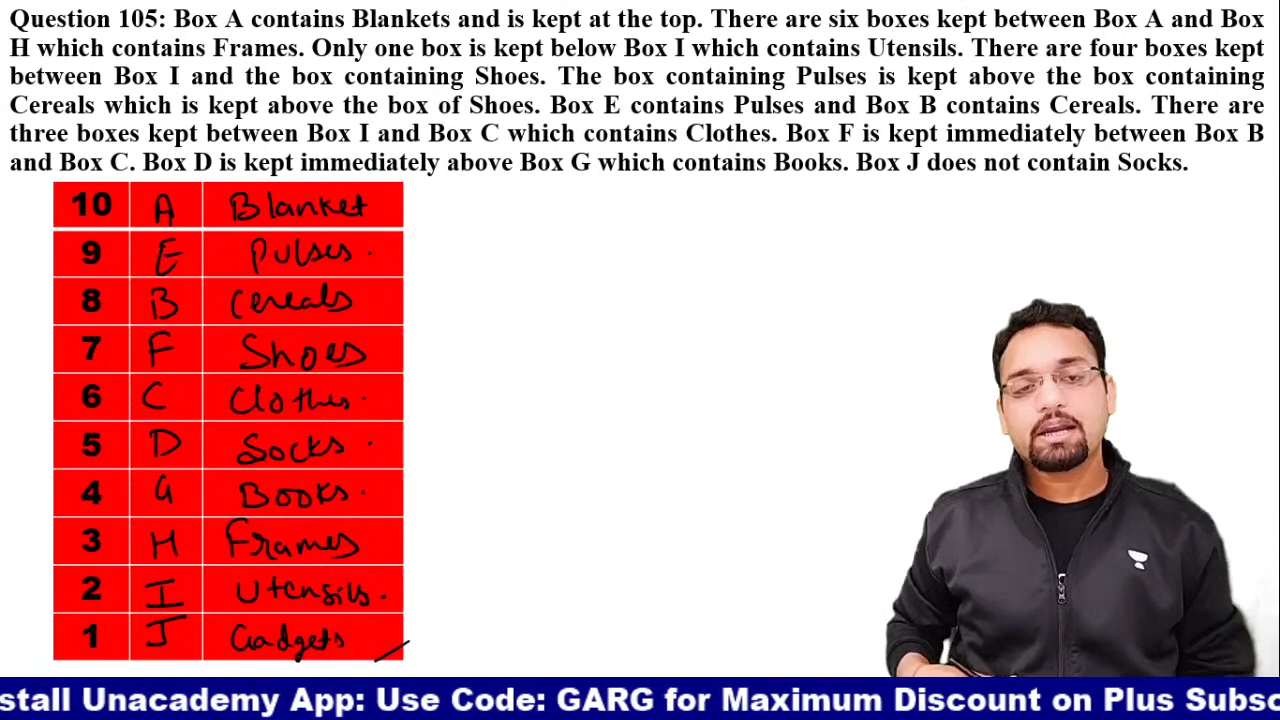 Question 105: Box A contains Blankets and is kept at the top. There are six boxes kept between Box A and Box
H which contains Frames. Only one box is kept below Box I which contains Utensils. There are four boxes kept
between Box I and the box containing Shoes. The box containing Pulses is kept above the box containing
Cereals which is kept above the box of Shoes. Box E contains Pulses and Box B contains Cereals. There are
three boxes kept between Box I and Box C which contains Clothes. Box F is kept immediately between Box B
and Box C. Box D is kept immediately above Box G which contains Books. Box J does not contain Socks.
10 A Blanket
9 E Pulses
8 B Cereals
7 F Shoes
6 C Clothes
5 D Socks
4 G Books
3 H Frames
2 I Utensils
1 J Gadgets
stall Unacademy App: Use Code: GARG for Maximum Discount on Plus Subsc